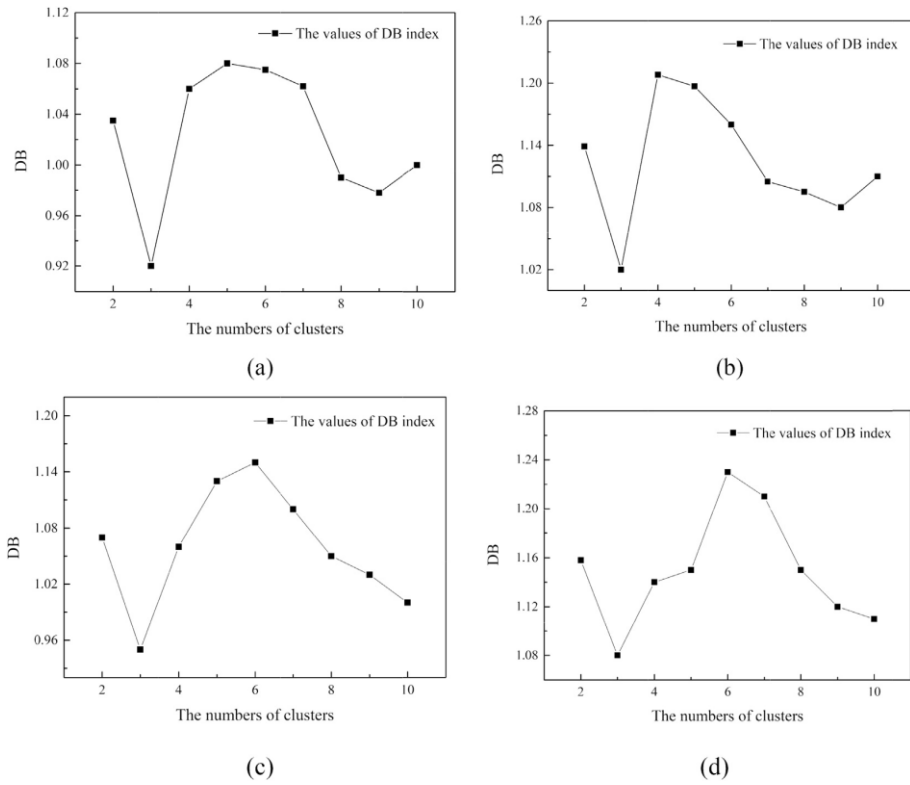 1.12
The values of DB index
1.08
1.04
DB
1.00
0.96
0.92
2 4 6 8 10
The numbers of clusters
(a)
1.26
The values of DB index
1.20
1.14
DB
1.08
1.02
2 4 6 8 10
The numbers of clusters
(b)
1.20
The values of DB index
1.14
1.08
DB
1.02
0.96
2 4 6 8 10
The numbers of clusters
(c)
1.28
The values of DB index
1.24
1.20
DB
1.16
1.12
1.08
2 4 6 8 10
The numbers of clusters
(d)